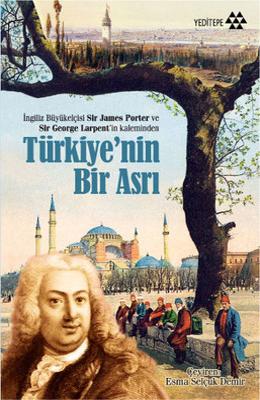 YEDİTEPE
İngiliz Büyükelçisi Sir James Porter ve
Sir George Larpent'in kaleminden
Türkiye'nin
Bir Asrı
Çeviren
Esma Selçuk Demir